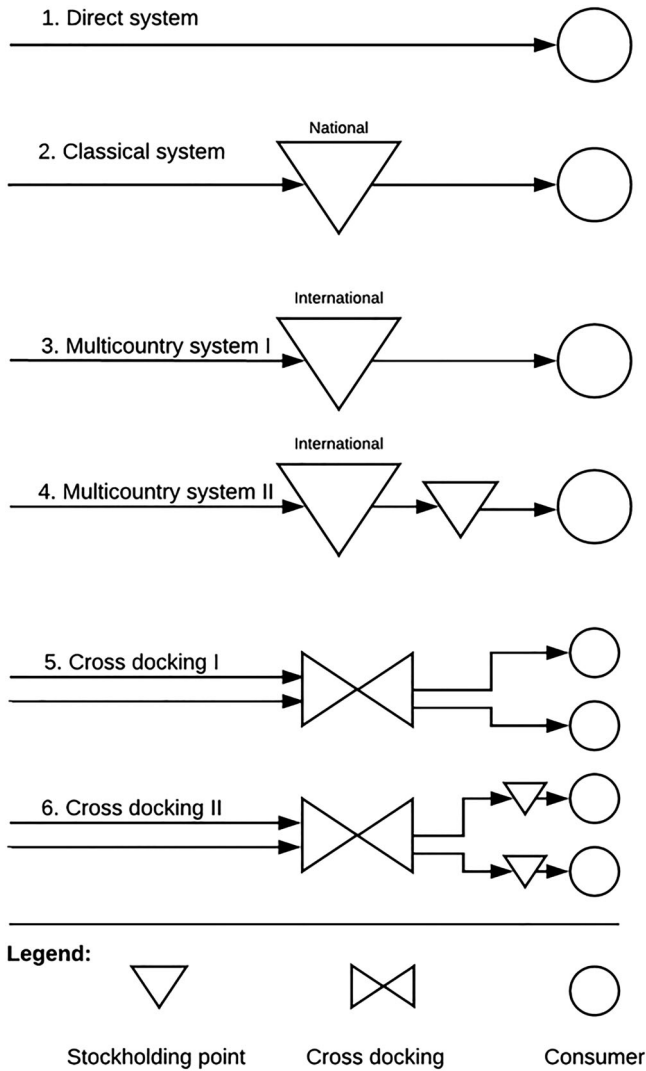 1. Direct system
National
2. Classical system
International
3. Multicountry system I
International
4. Multicountry system II
5. Cross docking I
6. Cross docking II
Legend:
Stockholding point Cross docking Consumer